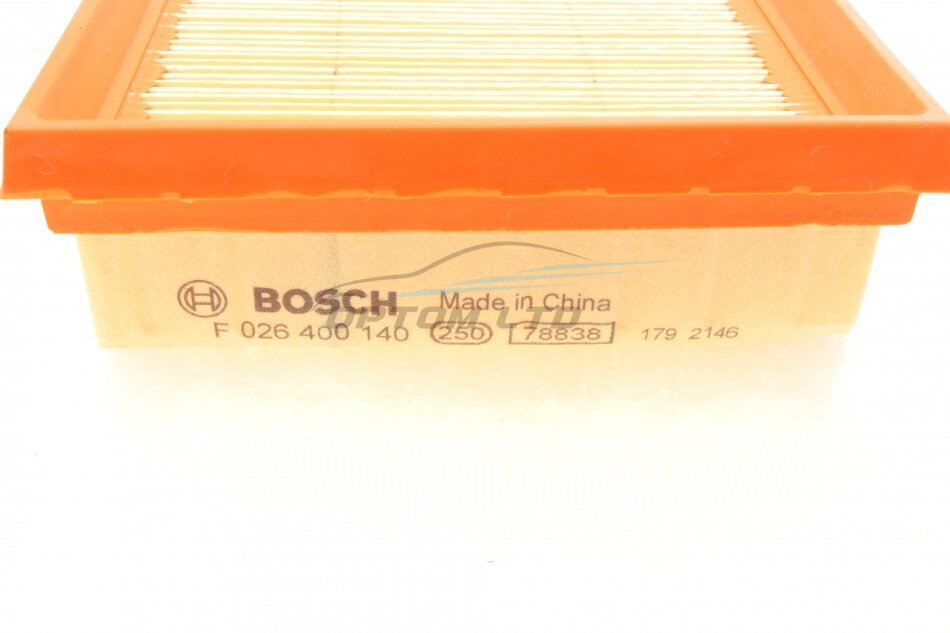 BOSCH Made in China
OPTOM LTD
F 026 400 140 250 78838 179 2146